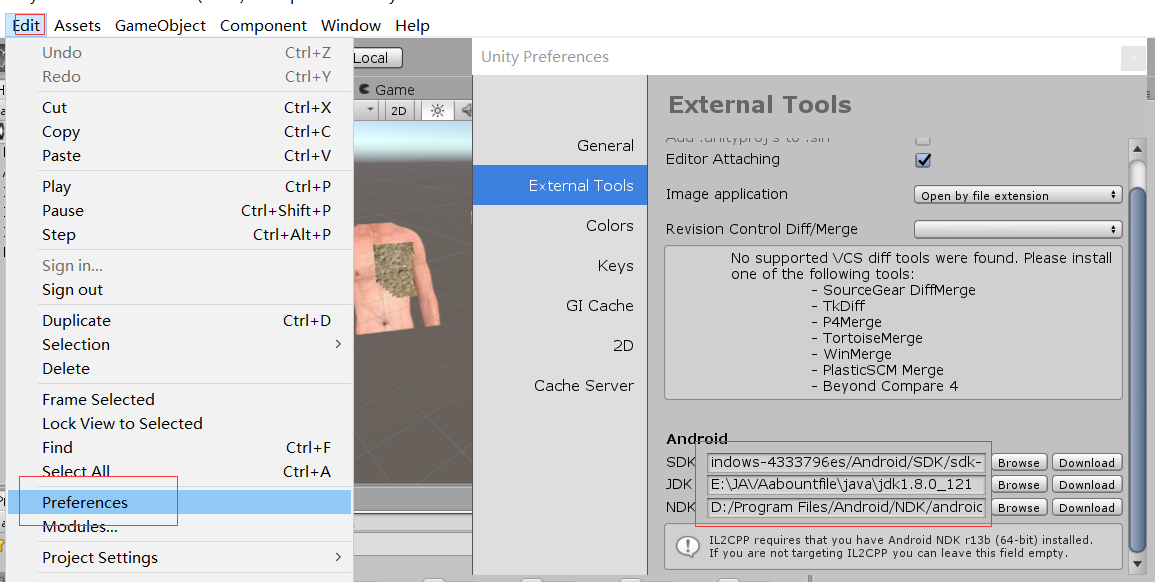 Edit Assets GameObject Component Window Help
Undo Ctrl+Z
Redo Ctrl+Y
Cut Ctrl+X
Copy Ctrl+C
Paste Ctrl+V
Play Ctrl+P
Pause Ctrl+Shift+P
Step Ctrl+Alt+P
Sign in...
Sign out
Duplicate Ctrl+D
Selection >
Delete
Frame Selected
Lock View to Selected
Find Ctrl+F
Select All Ctrl+A
Preferences
Modules...
Project Settings >
Local
Game
2D
Unity Preferences
General
External Tools
Colors
Keys
GI Cache
2D
Cache Server
External Tools
Add .unityproj's to .sln
Editor Attaching
Image application Open by file extension
Revision Control Diff/Merge
No supported VCS diff tools were found. Please install
one of the following tools:
- SourceGear DiffMerge
- TkDiff
- P4Merge
- TortoiseMerge
- WinMerge
- PlasticSCM Merge
- Beyond Compare 4
Android
SDK indows-4333796es/Android/SDK/sdk- Browse Download
JDK E:\JAVAabountfile\java\jdk1.8.0_121 Browse Download
NDK D:/Program Files/Android/NDK/android Browse Download
IL2CPP requires that you have Android NDK r13b (64-bit) installed.
If you are not targeting IL2CPP you can leave this field empty.